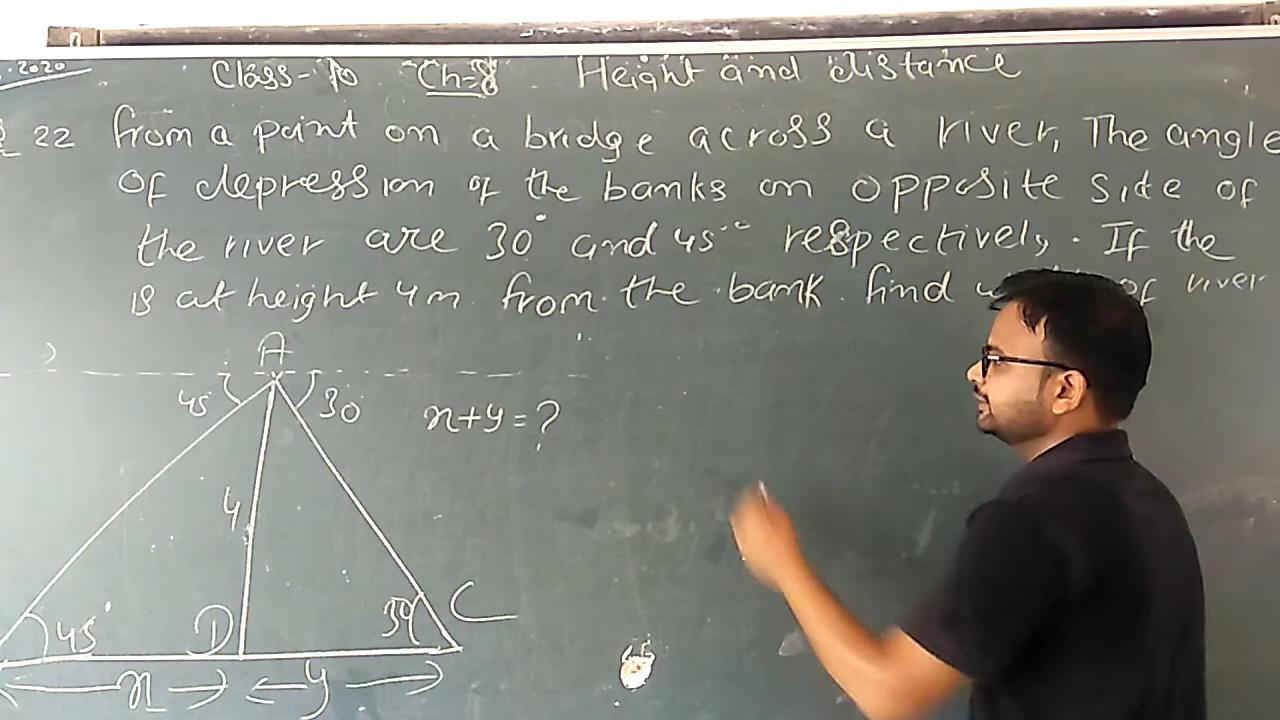 .2020
Class-10 Ch=8 Height and distance
Q 22 from a point on a bridge across a river, The angle
of depression of the banks on opposite side of
the river are 30° and 45° respectively. If the
is at height 4m from the bank. find of river
A
45 30
x+y=?
4
45° D 30 C
x y